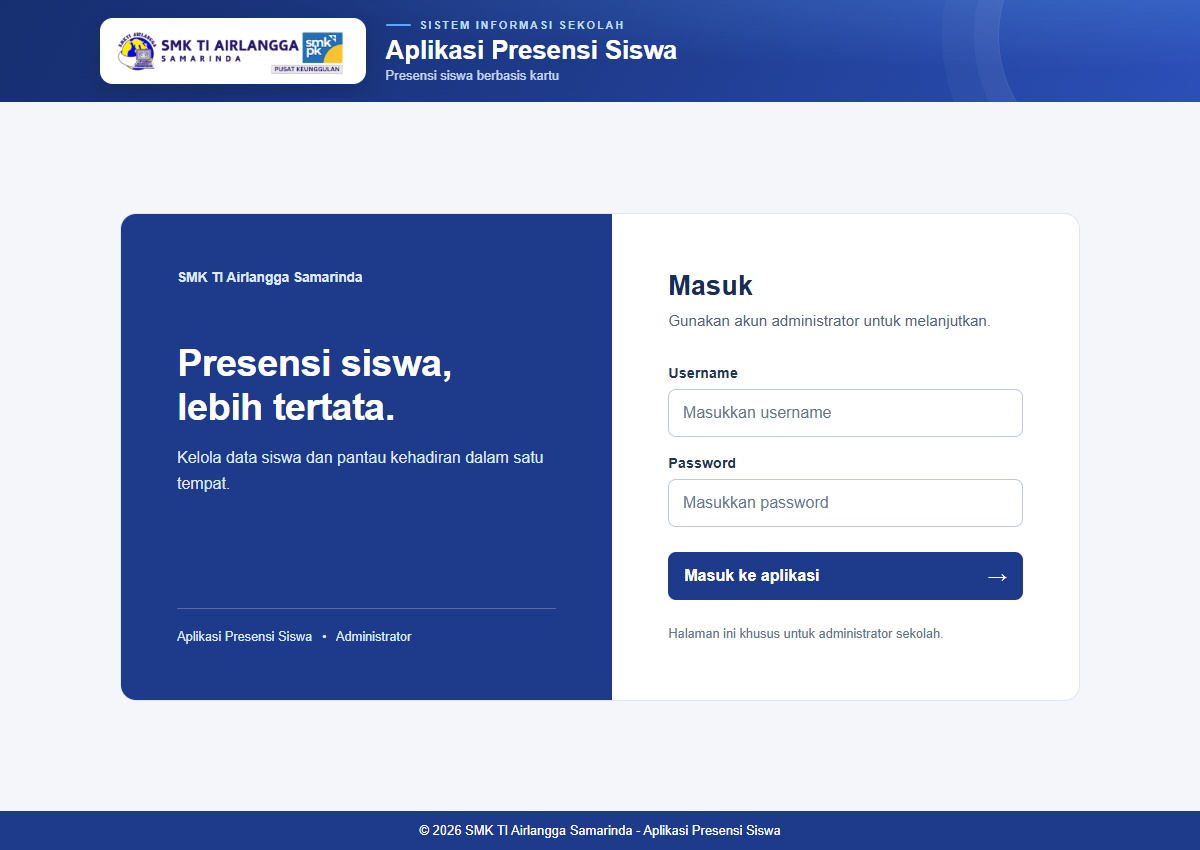 SMK TI AIRLANGGA
SAMARINDA
smk
pk
PUSAT KEUNGGULAN
SISTEM INFORMASI SEKOLAH
Aplikasi Presensi Siswa
Presensi siswa berbasis kartu
SMK TI Airlangga Samarinda
Presensi siswa,
lebih tertata.
Kelola data siswa dan pantau kehadiran dalam satu
tempat.
Aplikasi Presensi Siswa • Administrator
Masuk
Gunakan akun administrator untuk melanjutkan.
Username
Masukkan username
Password
Masukkan password
Masuk ke aplikasi →
Halaman ini khusus untuk administrator sekolah.
© 2026 SMK TI Airlangga Samarinda - Aplikasi Presensi Siswa